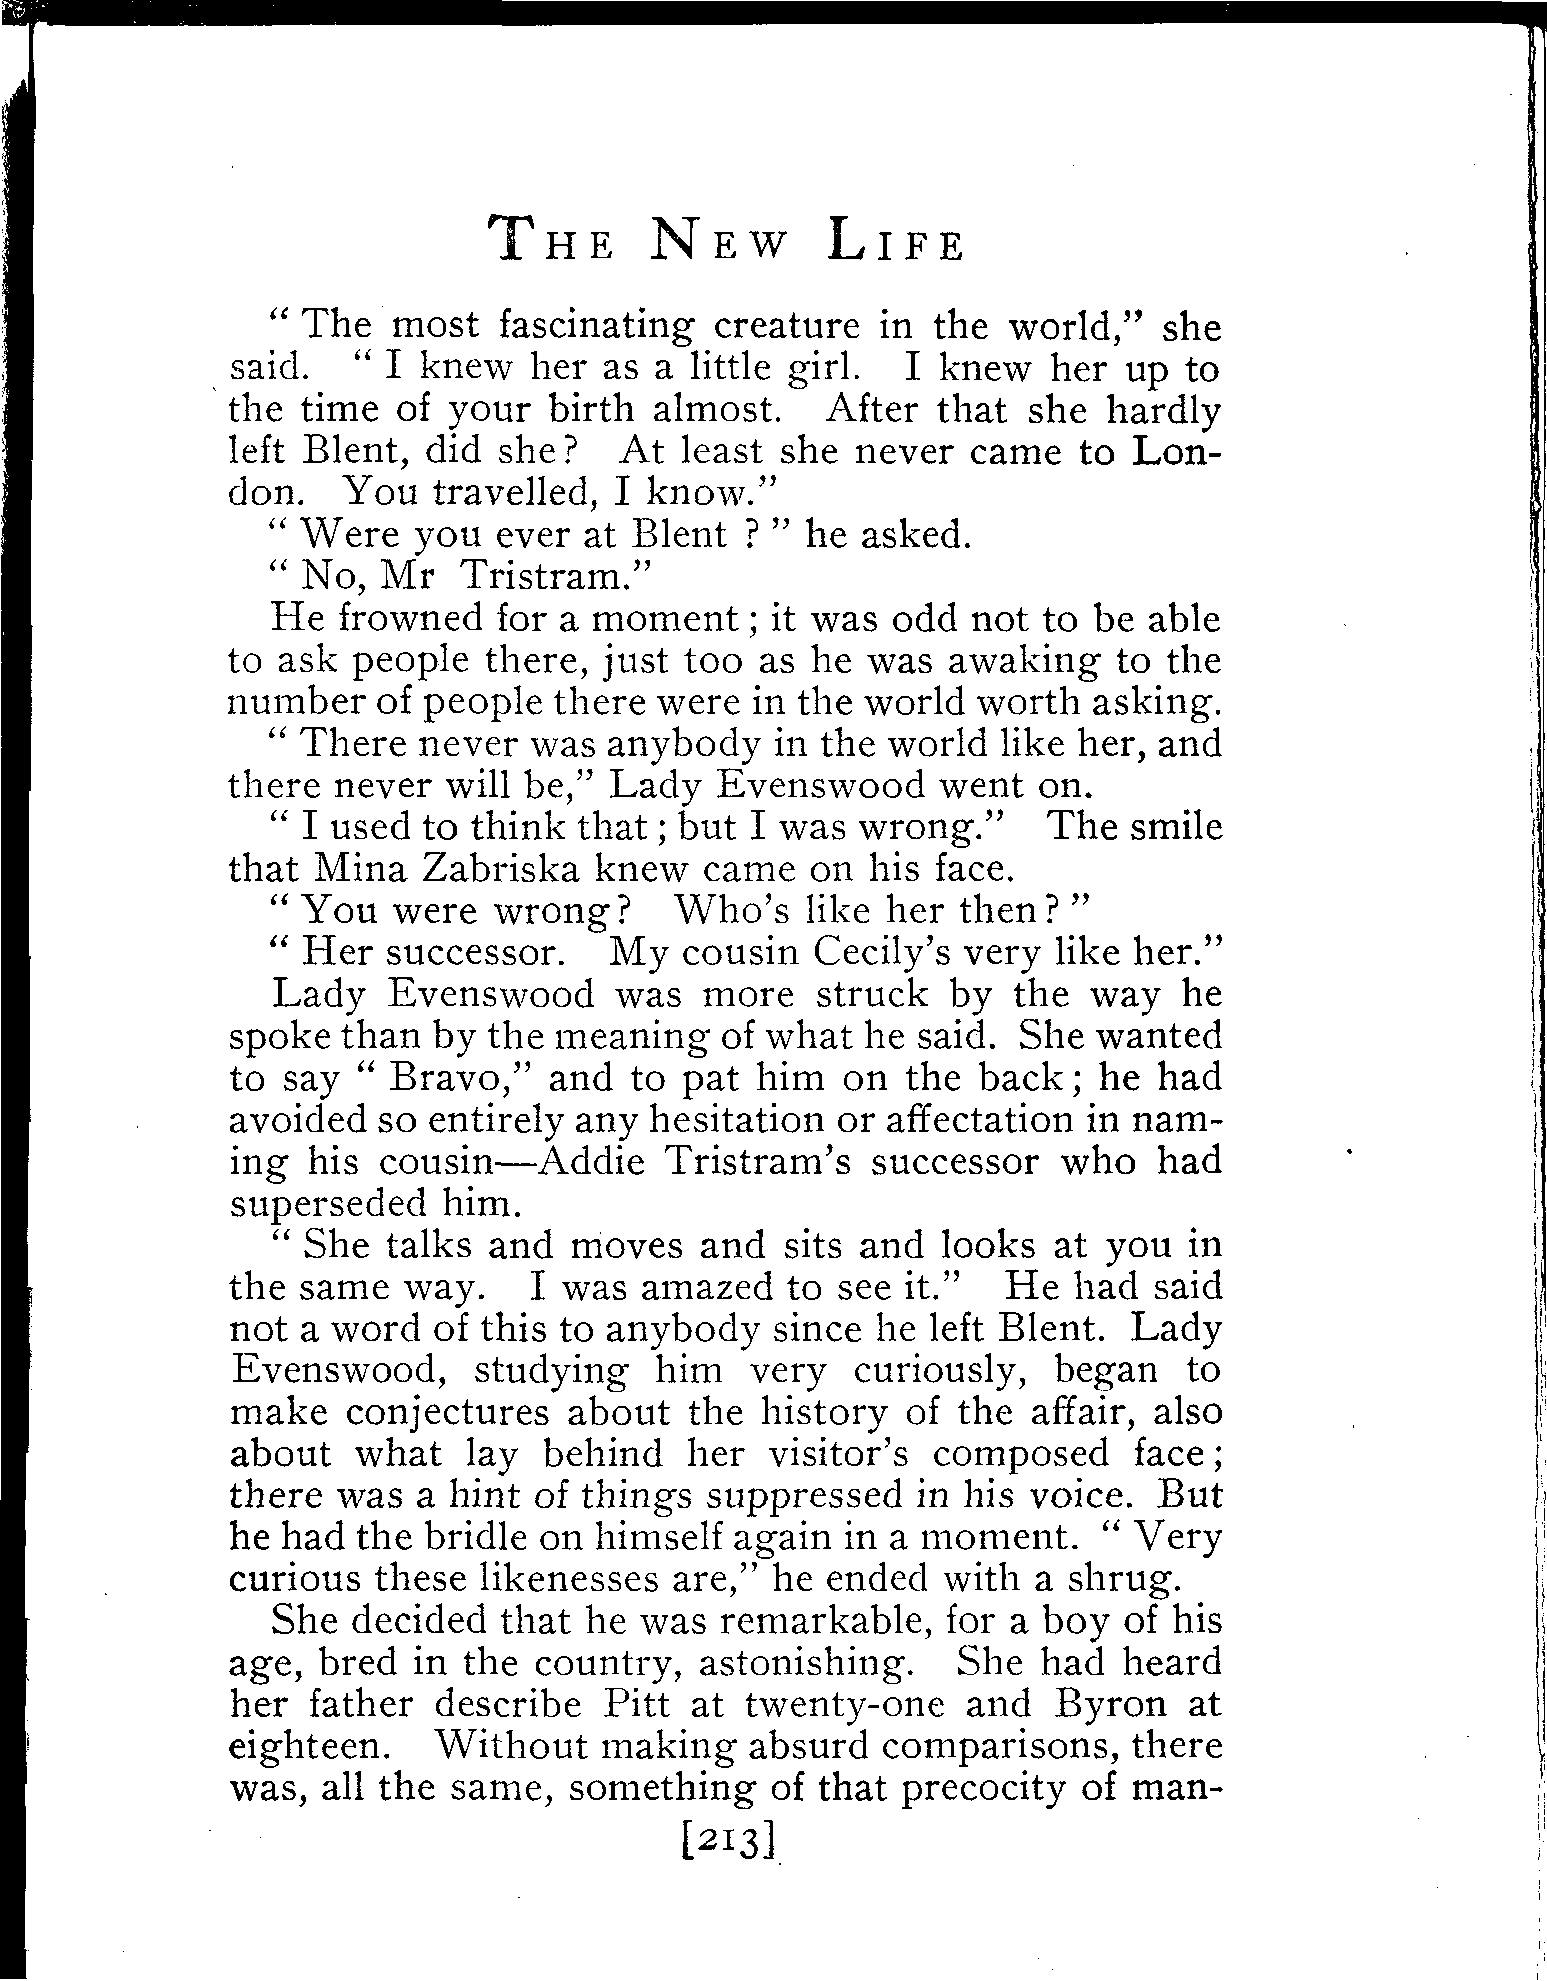 The New Life
“ The most fascinating creature in the world,” she
said. “ I knew her as a little girl. I knew her up to
the time of your birth almost. After that she hardly
left Blent, did she? At least she never came to Lon-
don. You travelled, I know.”
“ Were you ever at Blent ? ” he asked.
“ No, Mr Tristram.”
He frowned for a moment ; it was odd not to be able
to ask people there, just too as he was awaking to the
number of people there were in the world worth asking.
“ There never was anybody in the world like her, and
there never will be,” Lady Evenswood went on.
“ I used to think that ; but I was wrong.” The smile
that Mina Zabriska knew came on his face.
“ You were wrong? Who's like her then? ”
“ Her successor. My cousin Cecily's very like her.”
Lady Evenswood was more struck by the way he
spoke than by the meaning of what he said. She wanted
to say “ Bravo,” and to pat him on the back; he had
avoided so entirely any hesitation or affectation in nam-
ing his cousin—Addie Tristram's successor who had
superseded him.
“ She talks and moves and sits and looks at you in
the same way. I was amazed to see it.” He had said
not a word of this to anybody since he left Blent. Lady
Evenswood, studying him very curiously, began to
make conjectures about the history of the affair, also
about what lay behind her visitor's composed face;
there was a hint of things suppressed in his voice. But
he had the bridle on himself again in a moment. “ Very
curious these likenesses are,” he ended with a shrug.
She decided that he was remarkable, for a boy of his
age, bred in the country, astonishing. She had heard
her father describe Pitt at twenty-one and Byron at
eighteen. Without making absurd comparisons, there
was, all the same, something of that precocity of man-
[213]